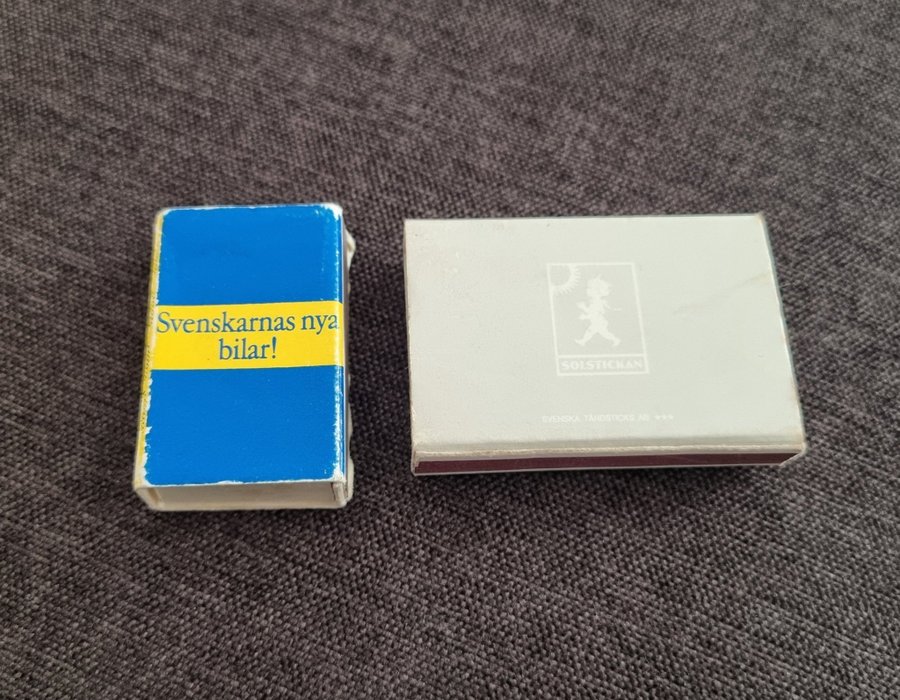 Svenskarnas nya
bilar!
SOLSTICKAN
SVENSKA TÄNDSTICKS AB ***